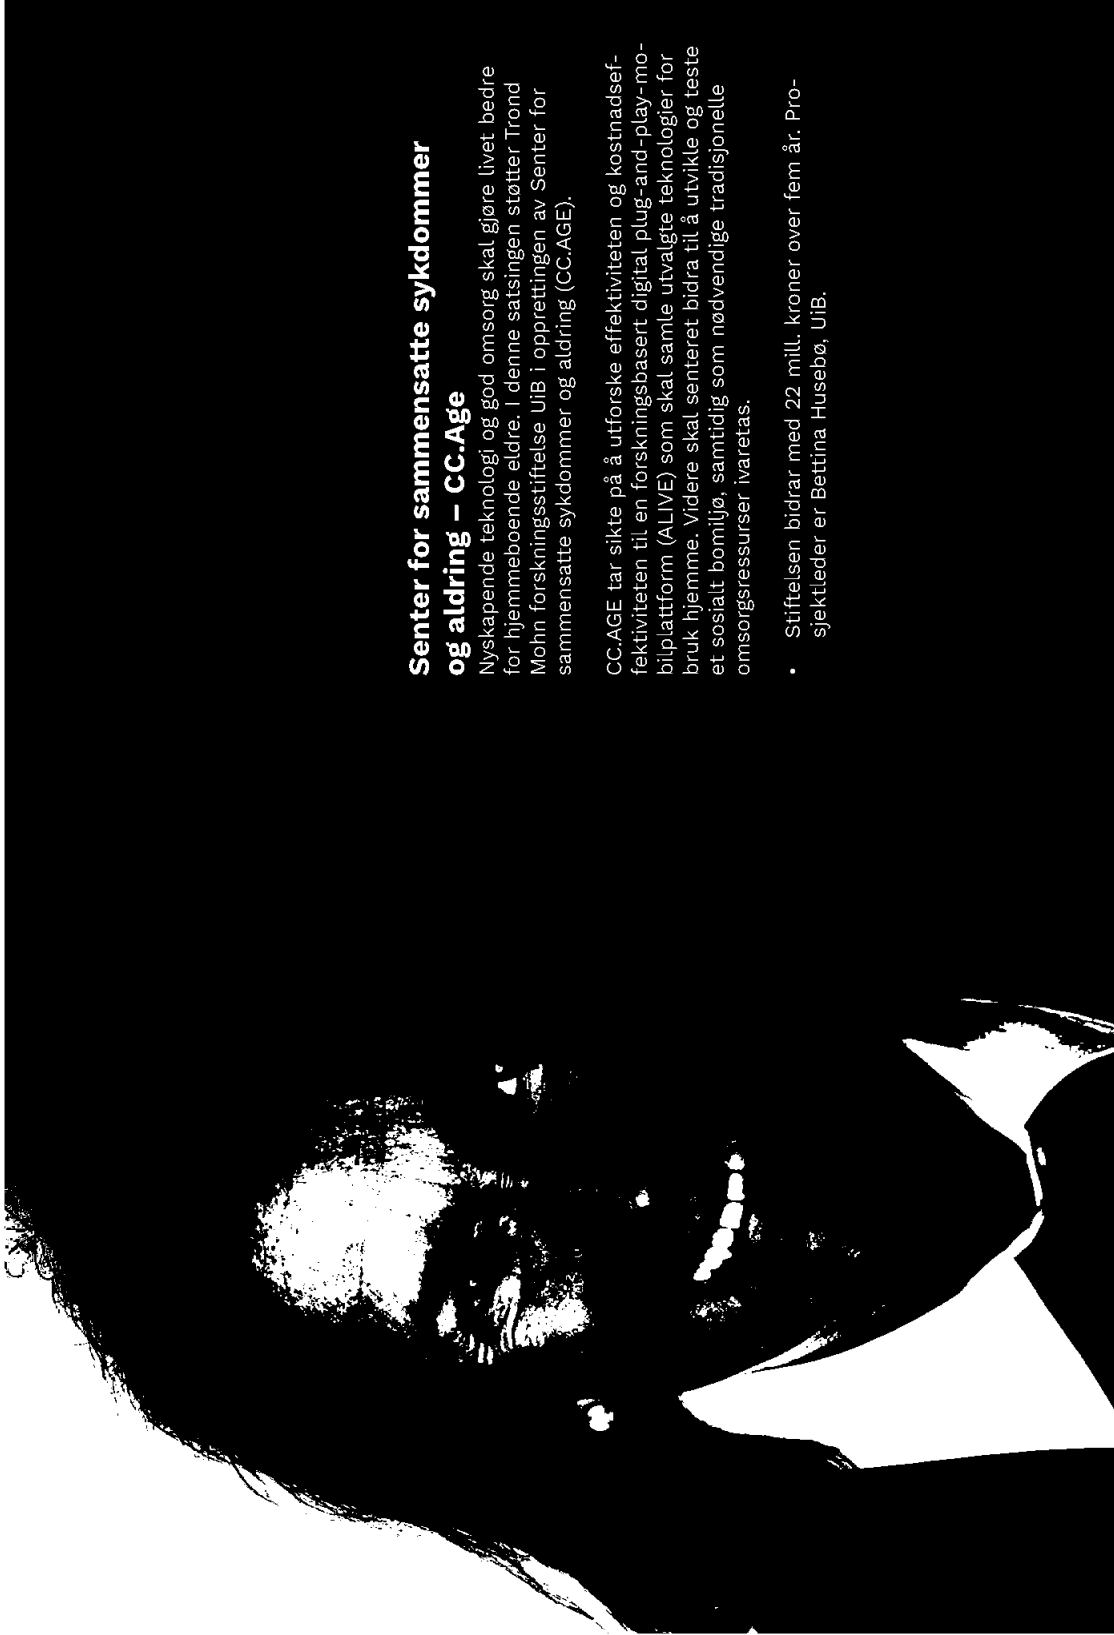 Senter for sammensatte sykdommer
og aldring – CC.Age
Nyskapende teknologi og god omsorg skal gjøre livet bedre
for hjemmeboende eldre. I denne satsingen støtter Trond
Mohn forskningsstiftelse UiB i opprettingen av Senter for
sammensatte sykdommer og aldring (CC.AGE).
CC.AGE tar sikte på å utforske effektiviteten og kostnadsef-
fektiviteten til en forskningsbasert digital plug-and-play-mo-
bilplattform (ALIVE) som skal samle utvalgte teknologier for
bruk hjemme. Videre skal senteret bidra til å utvikle og teste
et sosialt bomiljø, samtidig som nødvendige tradisjonelle
omsorgsressurser ivaretas.
• Stiftelsen bidrar med 22 mill. kroner over fem år. Pro-
sjektleder er Bettina Husebø, UiB.